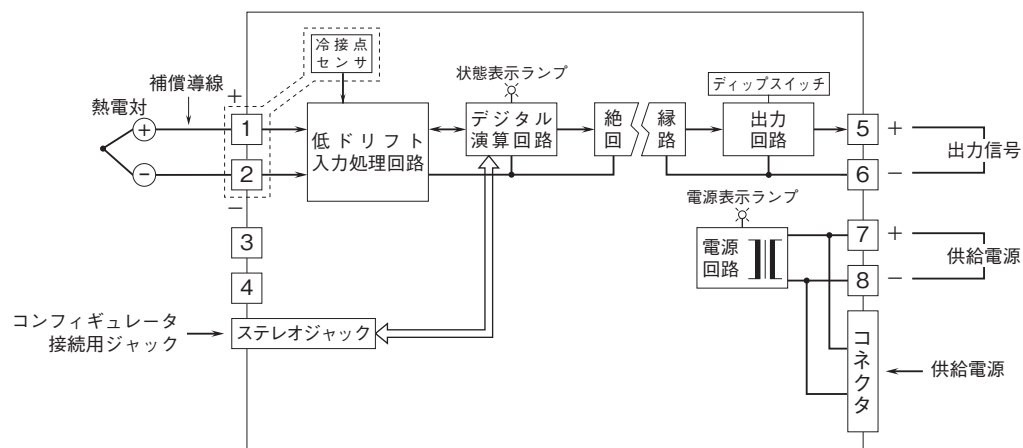 冷接点
センサ
補償導線
熱電対
+
+
-
-
1
2
3
4
低ドリフト
入力処理回路
状態表示ランプ
デジタル
演算回路
絶
回
縁
路
ディップスイッチ
出力
回路
5
+
6
-
出力信号
電源表示ランプ
電源
回路
7
+
8
-
供給電源
コンフィギュレータ
接続用ジャック
ステレオジャック
コネクタ
供給電源